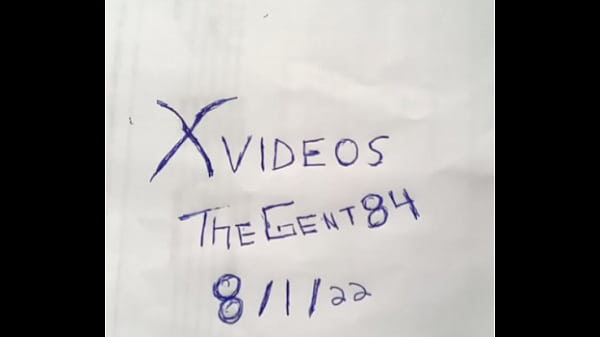 XVIDEOS
THEGENT84
8/1/22